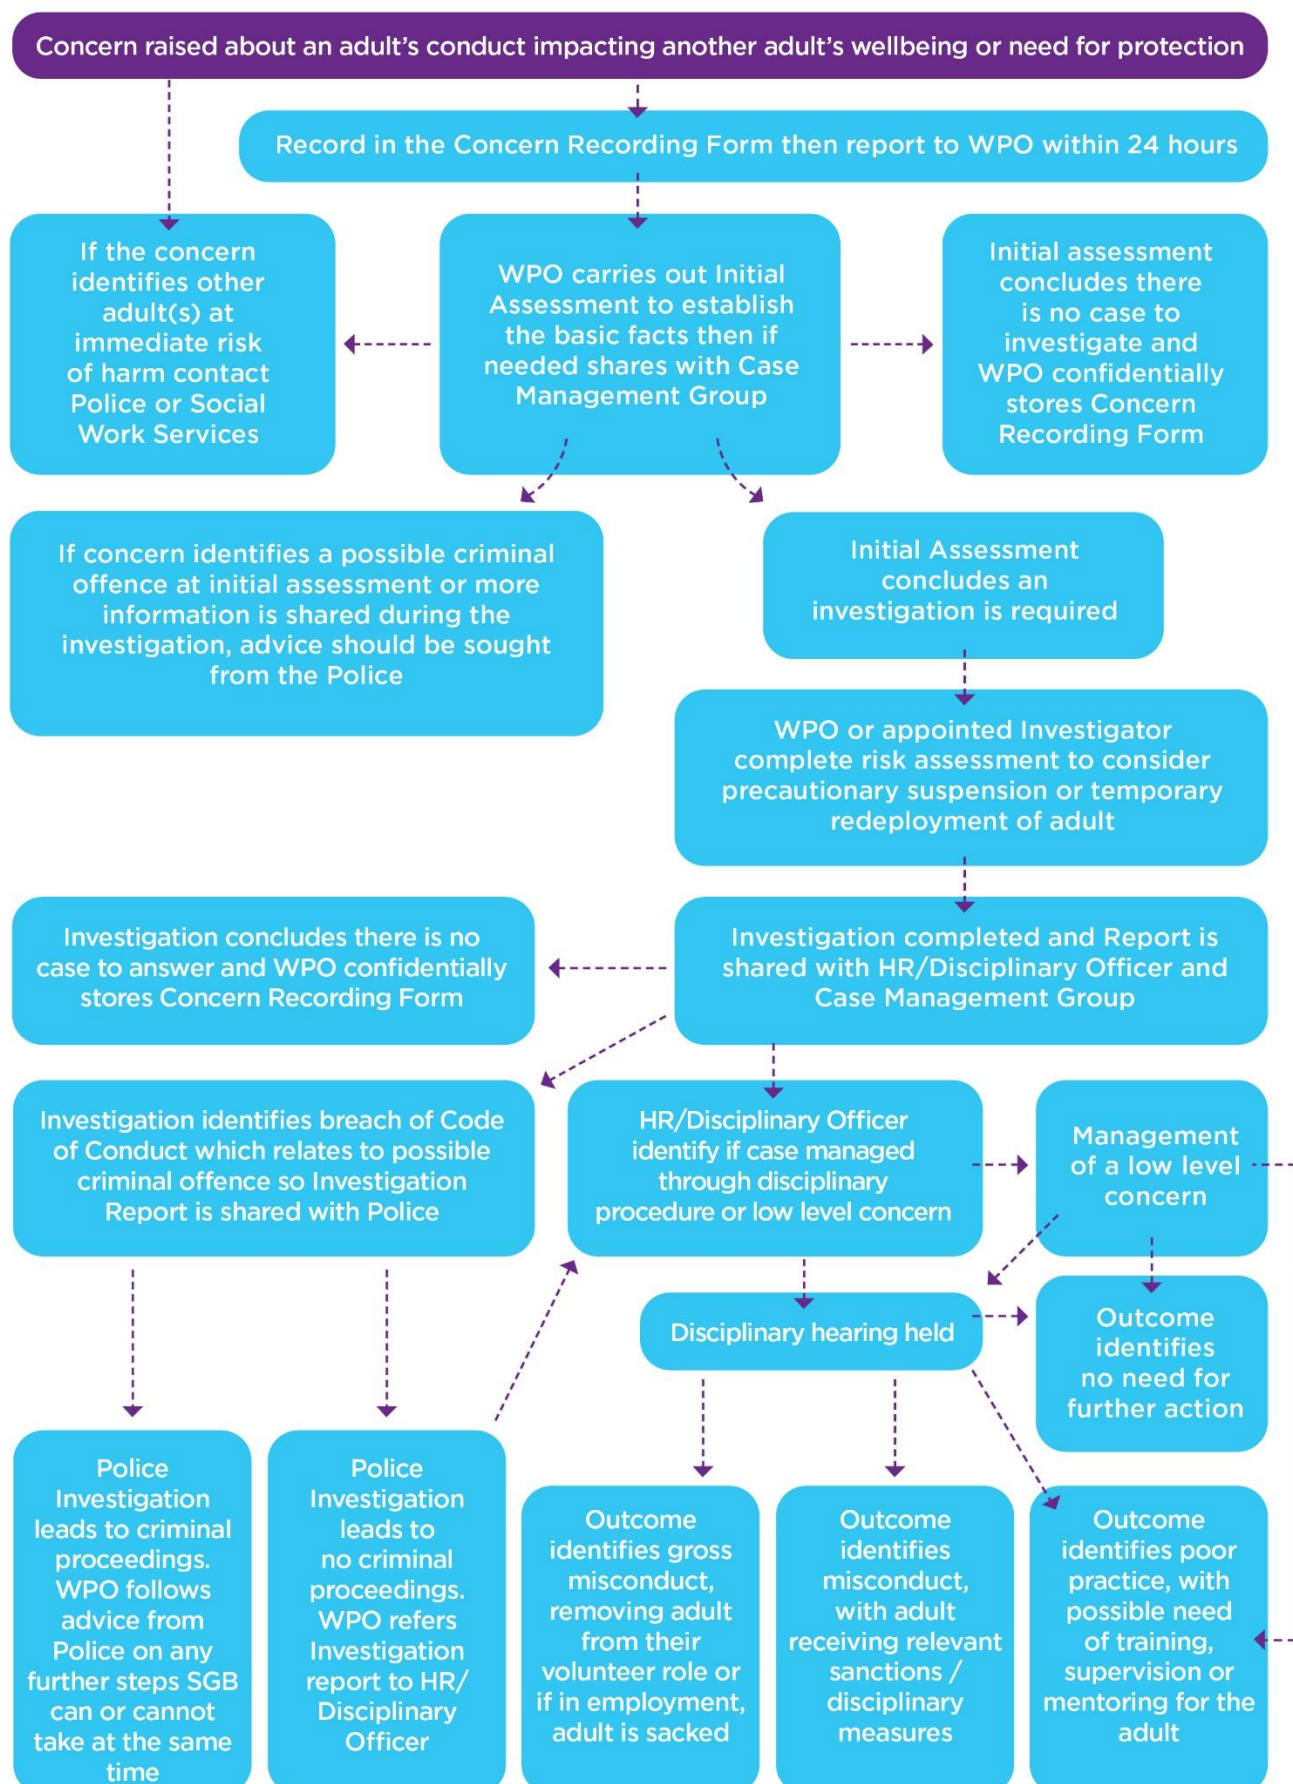 Concern raised about an adult's conduct impacting another adult's wellbeing or need for protection
Record in the Concern Recording Form then report to WPO within 24 hours
If the concern
identifies other
adult(s) at
immediate risk
of harm contact
Police or Social
Work Services
WPO carries out Initial
Assessment to establish
the basic facts then if
needed shares with Case
Management Group
Initial assessment
concludes there
is no case to
investigate and
WPO confidentially
stores Concern
Recording Form
If concern identifies a possible criminal
offence at initial assessment or more
information is shared during the
investigation, advice should be sought
from the Police
Initial Assessment
concludes an
investigation is required
WPO or appointed Investigator
complete risk assessment to consider
precautionary suspension or temporary
redeployment of adult
Investigation concludes there is no
case to answer and WPO confidentially
stores Concern Recording Form
Investigation completed and Report is
shared with HR/Disciplinary Officer and
Case Management Group
Investigation identifies breach of Code
of Conduct which relates to possible
criminal offence so Investigation
Report is shared with Police
HR/Disciplinary Officer
identify if case managed
through disciplinary
procedure or low level concern
Management
of a low level
concern
Disciplinary hearing held
Outcome
identifies
no need for
further action
Police
Investigation
leads to criminal
proceedings.
WPO follows
advice from
Police on any
further steps SGB
can or cannot
take at the same
time
Police
Investigation
leads to
no criminal
proceedings.
WPO refers
Investigation
report to HR/
Disciplinary
Officer
Outcome
identifies gross
misconduct,
removing adult
from their
volunteer role or
if in employment,
adult is sacked
Outcome
identifies
misconduct,
with adult
receiving relevant
sanctions /
disciplinary
measures
Outcome
identifies poor
practice, with
possible need
of training,
supervision or
mentoring for the
adult